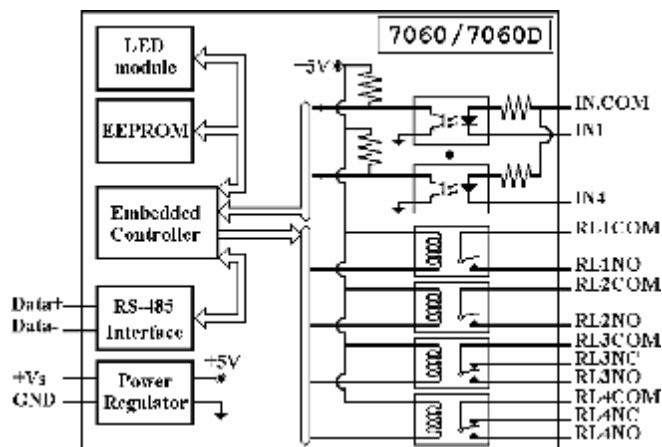 7060/7060D
LED
module
EEPROM
Embedded
Controller
RS-485
Interface
Power
Regulator
Data+
Data-
+Vs
GND
+5V
+5V
IN.COM
IN1
IN4
RL1COM
RL1NO
RL2COM
RL2NO
RL3COM
RL3NC
RL3NO
RL4COM
RL4NC
RL4NO